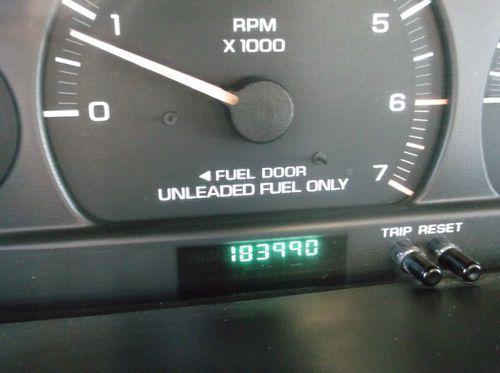 1
RPM
X 1000
5
0
6
◄ FUEL DOOR
7
UNLEADED FUEL ONLY
TRIP RESET
183990